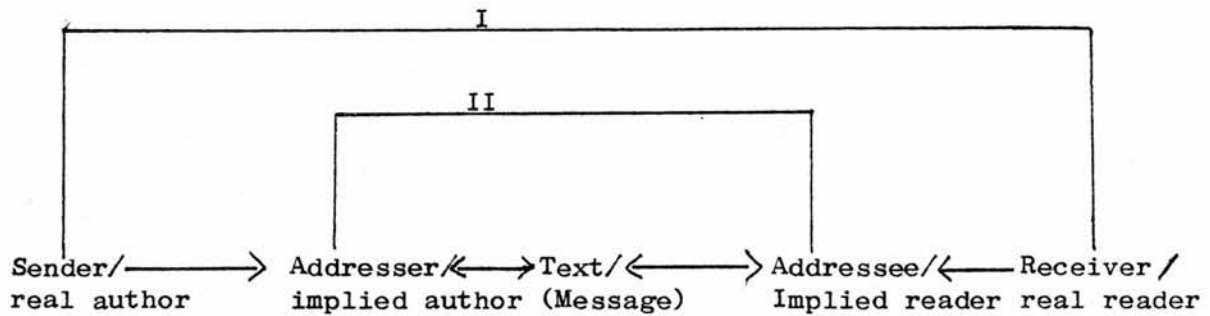 I
II
Sender/ Addresser/ Text/ Addressee/ Receiver/
real author implied author (Message) Implied reader real reader